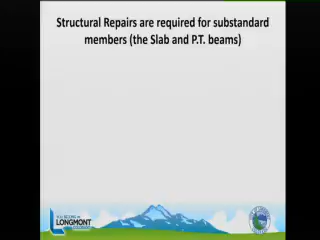 Structural Repairs are required for substandard
members (the Slab and P.T. beams)
LONGMONT